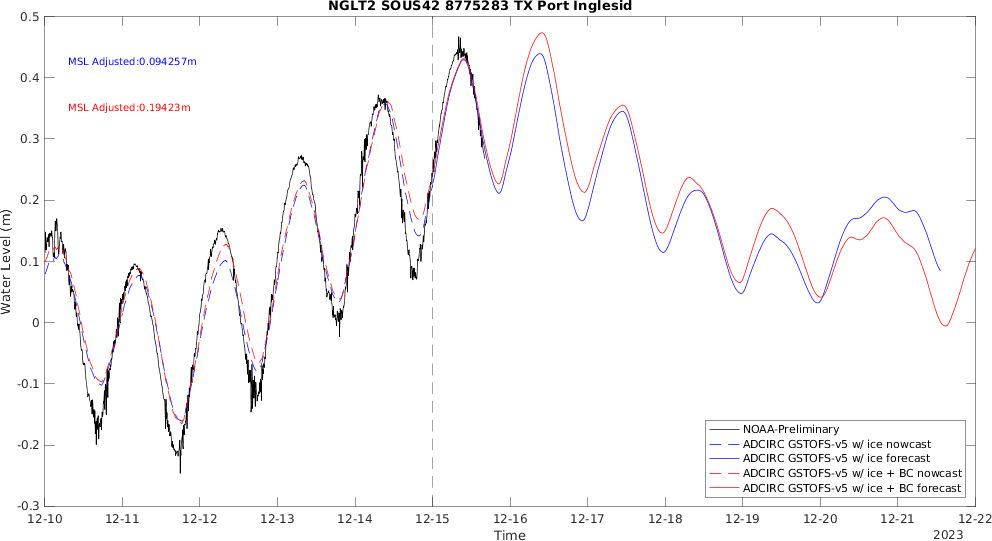 NGLT2 SOUS42 8775283 TX Port Inglesid
MSL Adjusted:0.094257m
MSL Adjusted:0.19423m
Water Level (m)
0.5
0.4
0.3
0.2
0.1
0
-0.1
-0.2
-0.3
NOAA-Preliminary
ADCIRC GSTOFS-v5 w/ ice nowcast
ADCIRC GSTOFS-v5 w/ ice forecast
ADCIRC GSTOFS-v5 w/ ice + BC nowcast
ADCIRC GSTOFS-v5 w/ ice + BC forecast
12-10 12-11 12-12 12-13 12-14 12-15 12-16 12-17 12-18 12-19 12-20 12-21 12-22
Time
2023